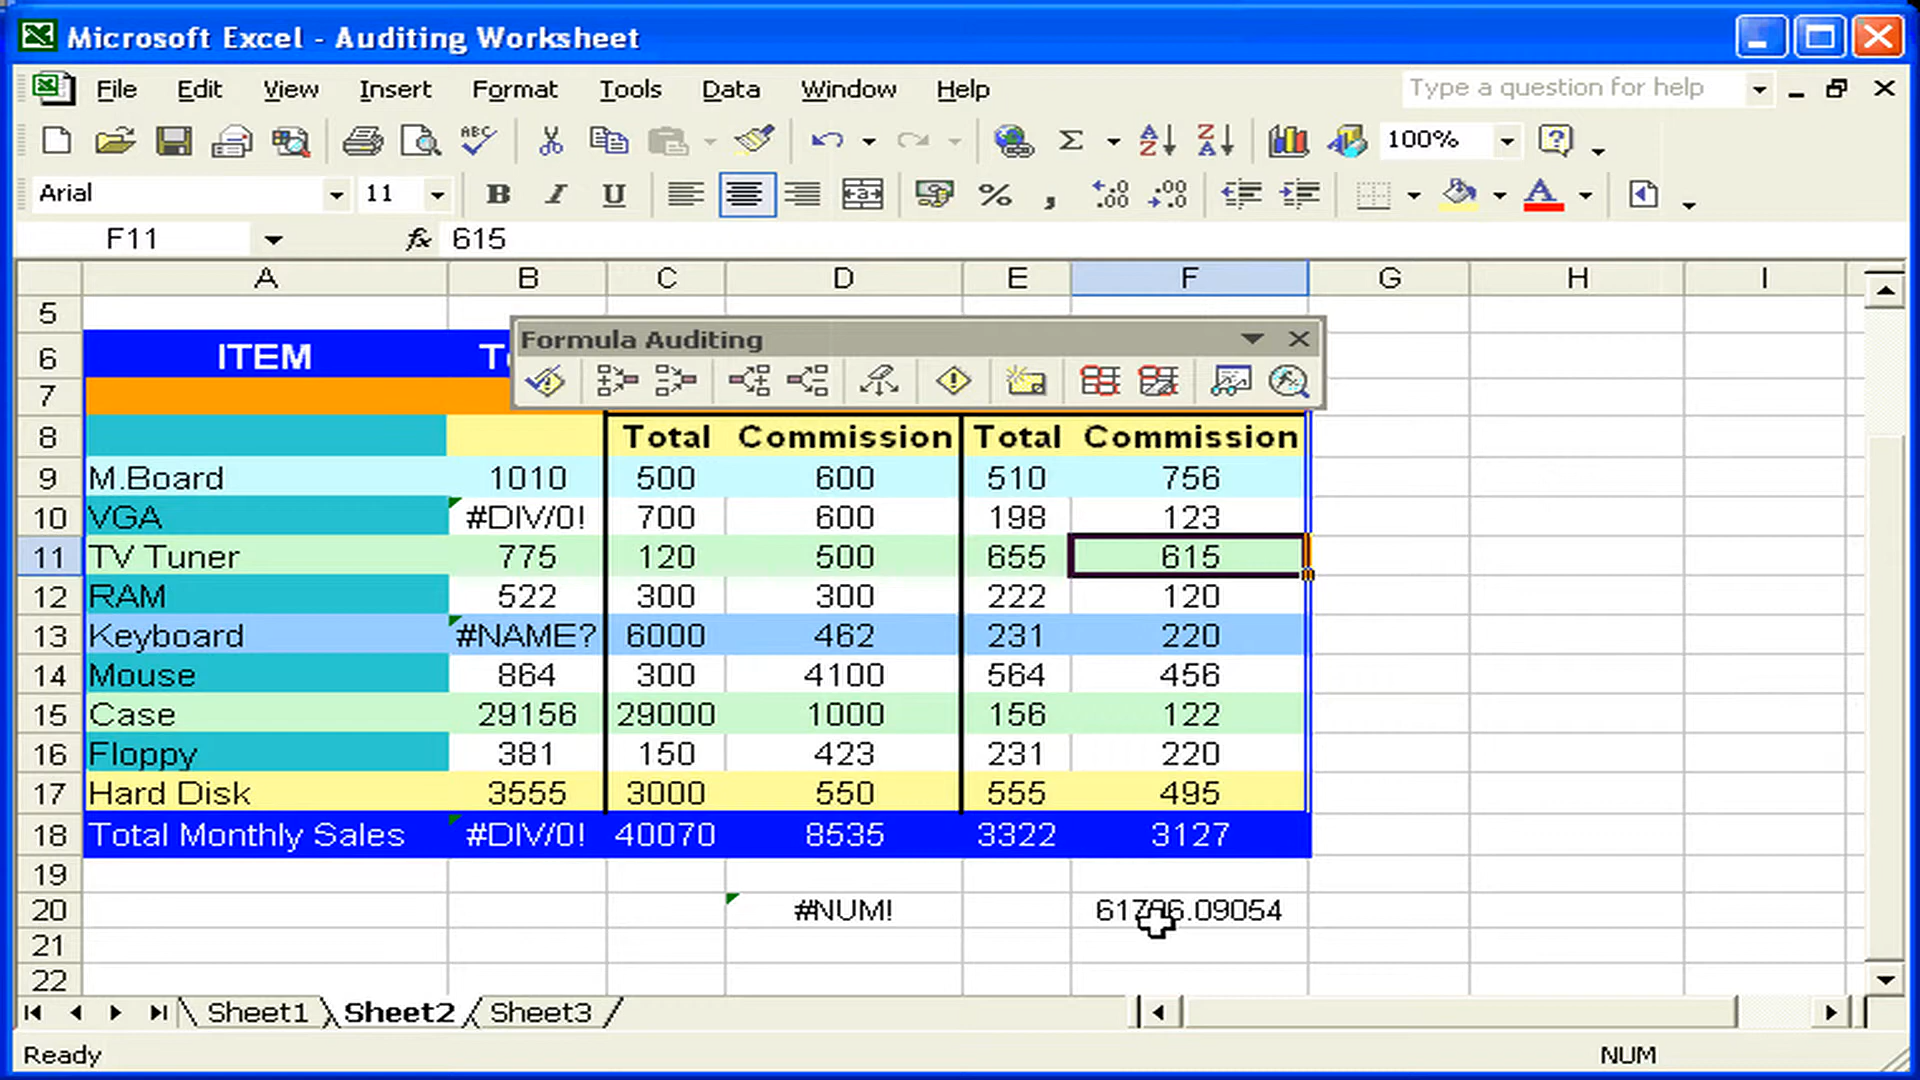 Microsoft Excel - Auditing Worksheet
File Edit View Insert Format Tools Data Window Help Type a question for help
100%
Arial 11 B I U % ,
F11 fx 615
A B C D E F G H I
5
Formula Auditing
6 ITEM
7
8 Total Commission Total Commission
9 M.Board 1010 500 600 510 756
10 VGA #DIV/0! 700 600 198 123
11 TV Tuner 775 120 500 655 615
12 RAM 522 300 300 222 120
13 Keyboard #NAME? 6000 462 231 220
14 Mouse 864 300 4100 564 456
15 Case 29156 29000 1000 156 122
16 Floppy 381 150 423 231 220
17 Hard Disk 3555 3000 550 555 495
18 Total Monthly Sales #DIV/0! 40070 8535 3322 3127
19
20 #NUM!
21
22
Sheet1 Sheet2 Sheet3
Ready NUM